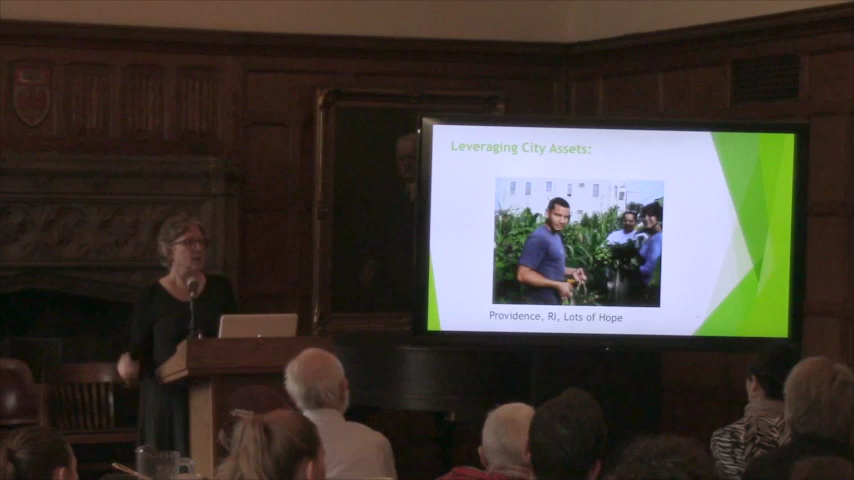 Leveraging City Assets:
Providence, RI, Lots of Hope